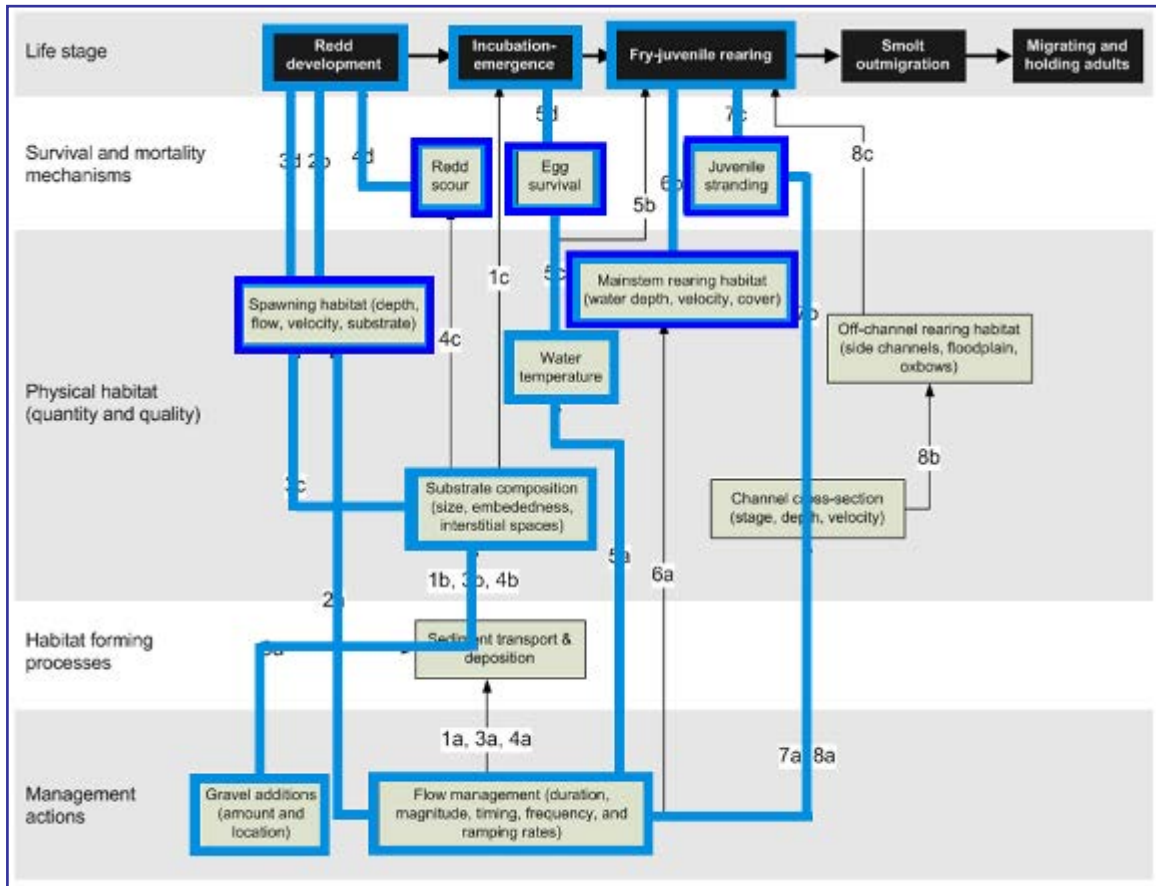 Life stage
Redd
development
Incubation-
emergence
Fry-juvenile rearing
Smolt
outmigration
Migrating and
holding adults
Survival and mortality
mechanisms
3d
2b
4d
Redd
scour
5d
Egg
survival
5b
6b
7c
Juvenile
stranding
8c
Physical habitat
(quantity and quality)
Spawning habitat (depth,
flow, velocity, substrate)
4c
1c
5c
Mainstem rearing habitat
(water depth, velocity, cover)
7b
Water
temperature
Off-channel rearing habitat
(side channels, floodplain,
oxbows)
3c
Substrate composition
(size, embededness,
interstitial spaces)
8b
Channel cross-section
(stage, depth, velocity)
5a
6a
1b, 3b, 4b
2a
Habitat forming
processes
Sediment transport &
deposition
1a, 3a, 4a
7a, 8a
Management
actions
Gravel additions
(amount and
location)
Flow management (duration,
magnitude, timing, frequency, and
ramping rates)